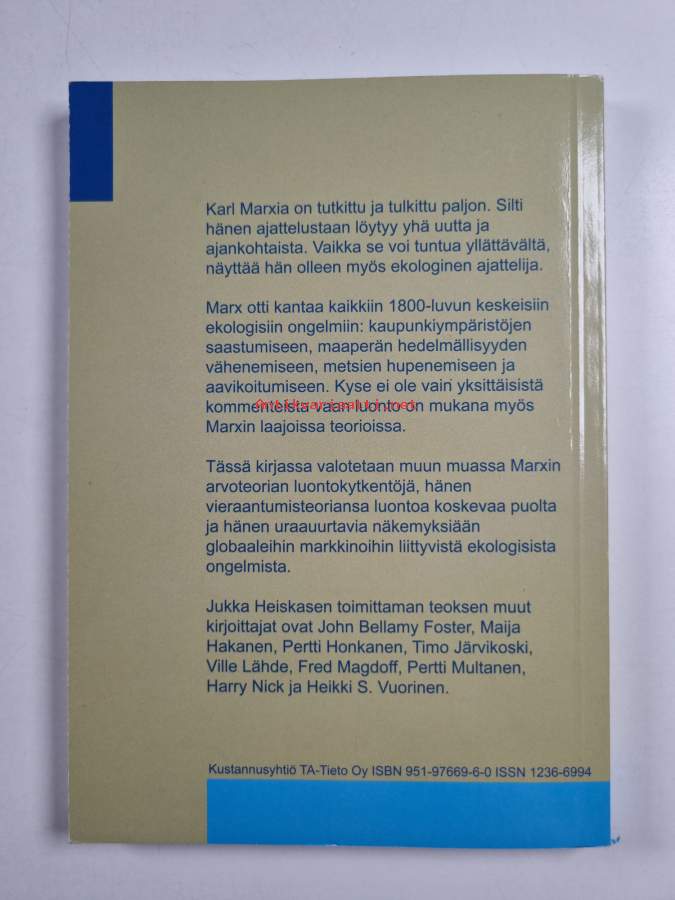 Karl Marxia on tutkittu ja tulkittu paljon. Silti
hänen ajattelustaan löytyy yhä uutta ja
ajankohtaista. Vaikka se voi tuntua yllättävältä,
näyttää hän olleen myös ekologinen ajattelija.
Marx otti kantaa kaikkiin 1800-luvun keskeisiin
ekologisiin ongelmiin: kaupunkiympäristöjen
saastumiseen, maaperän hedelmällisyyden
vähenemiseen, metsien hupenemiseen ja
aavikoitumiseen. Kyse ei ole vain yksittäisistä
kommenteista vaan luonto on mukana myös
Antikvariaatti.net
Marxin laajoissa teorioissa.
Tässä kirjassa valotetaan muun muassa Marxin
arvoteorian luontokytkentöjä, hänen
vieraantumisteoriansa luontoa koskevaa puolta
ja hänen uraauurtavia näkemyksiään
globaaleihin markkinoihin liittyvistä ekologisista
ongelmista.
Jukka Heiskasen toimittaman teoksen muut
kirjoittajat ovat John Bellamy Foster, Maija
Hakanen, Pertti Honkanen, Timo Järvikoski,
Ville Lähde, Fred Magdoff, Pertti Multanen,
Harry Nick ja Heikki S. Vuorinen.
Kustannusyhtiö TA-Tieto Oy ISBN 951-97669-6-0 ISSN 1236-6994